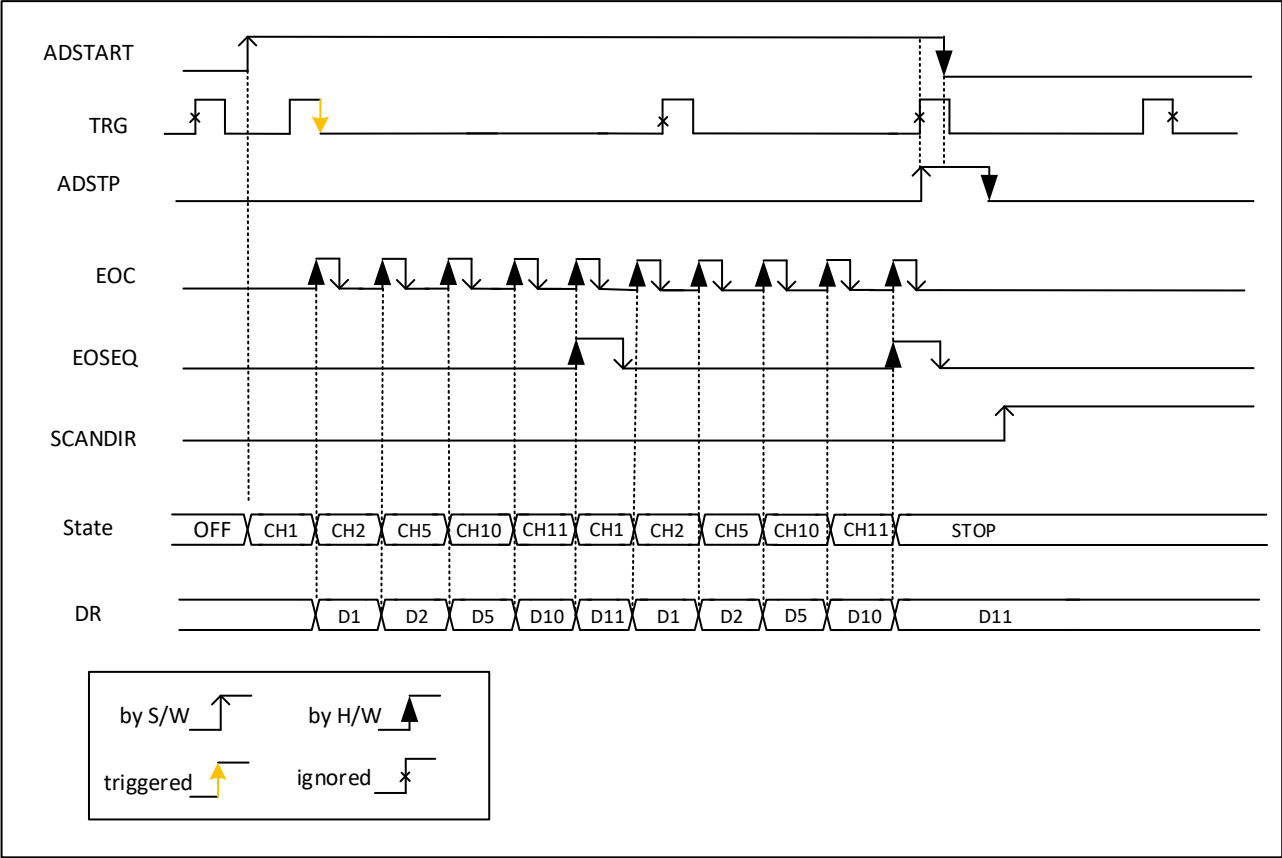 ADSTART
TRG
ADSTP
EOC
EOSEQ
SCANDIR
State OFF CH1 CH2 CH5 CH10 CH11 CH1 CH2 CH5 CH10 CH11 STOP
DR D1 D2 D5 D10 D11 D1 D2 D5 D10 D11
by S/W by H/W
triggered ignored